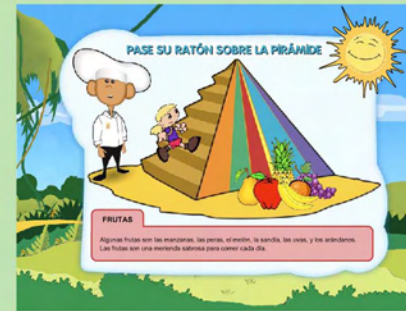 PASE SU RATÓN SOBRE LA PIRÁMIDE
FRUTAS
Algunas frutas son las manzanas, las peras, el melón, la sandía, las uvas, y los arándanos.
Las frutas son una merienda sabrosa para comer cada día.